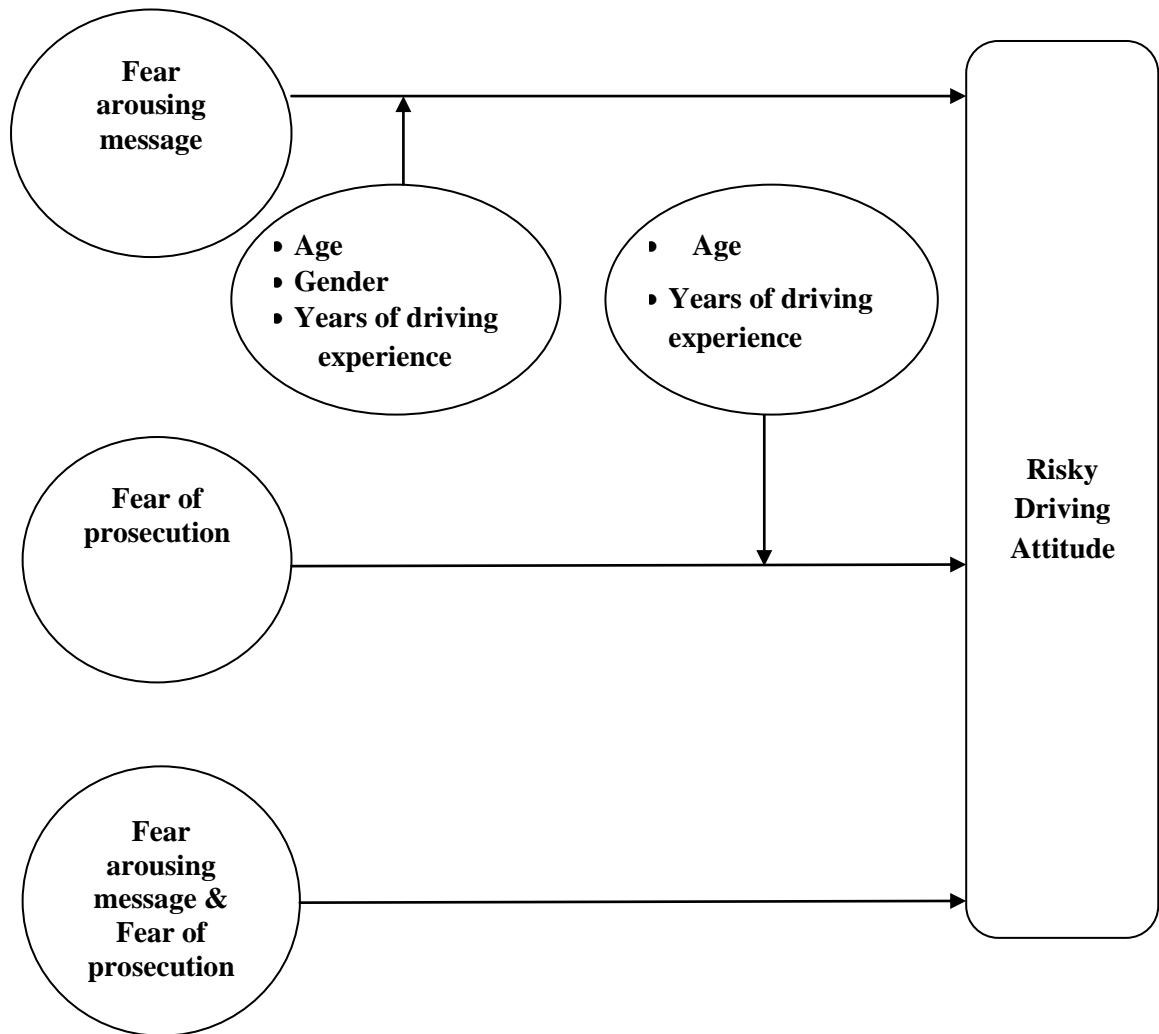 Fear
arousing
message
• Age
• Gender
• Years of driving
experience
• Age
• Years of driving
experience
Fear of
prosecution
Risky
Driving
Attitude
Fear
arousing
message &
Fear of
prosecution